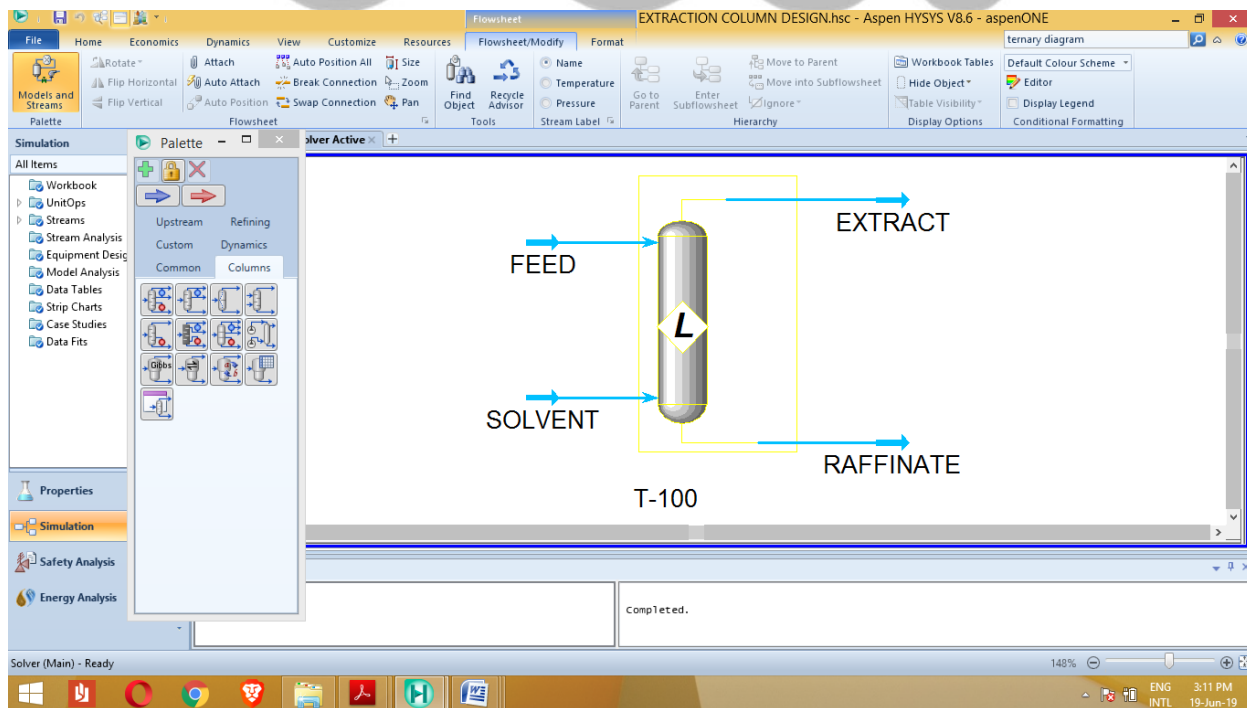 Flowsheet
EXTRACTION COLUMN DESIGN.hsc - Aspen HYSYS V8.6 - aspenONE
File Home Economics Dynamics View Customize Resources Flowsheet/Modify Format
ternary diagram
Models and Streams
Rotate
Flip Horizontal
Flip Vertical
Palette
Attach
Auto Attach
Auto Position
Auto Position All
Break Connection
Swap Connection
Size
Zoom
Pan
Flowsheet
Find Object
Recycle Advisor
Tools
Name
Temperature
Pressure
Stream Label
Go to Parent
Enter Subflowsheet
Move to Parent
Move into Subflowsheet
Ignore
Hierarchy
Workbook Tables
Hide Object
Table Visibility
Display Options
Default Colour Scheme
Editor
Display Legend
Conditional Formatting
Simulation
All Items
Workbook
UnitOps
Streams
Stream Analysis
Equipment Desig
Model Analysis
Data Tables
Strip Charts
Case Studies
Data Fits
Properties
Simulation
Safety Analysis
Energy Analysis
Palette
Upstream Refining
Custom Dynamics
Common Columns
Gibbs
olver Active
FEED
EXTRACT
L
SOLVENT
RAFFINATE
T-100
Completed.
Solver (Main) - Ready
148%
ENG
INTL
3:11 PM
19-Jun-19